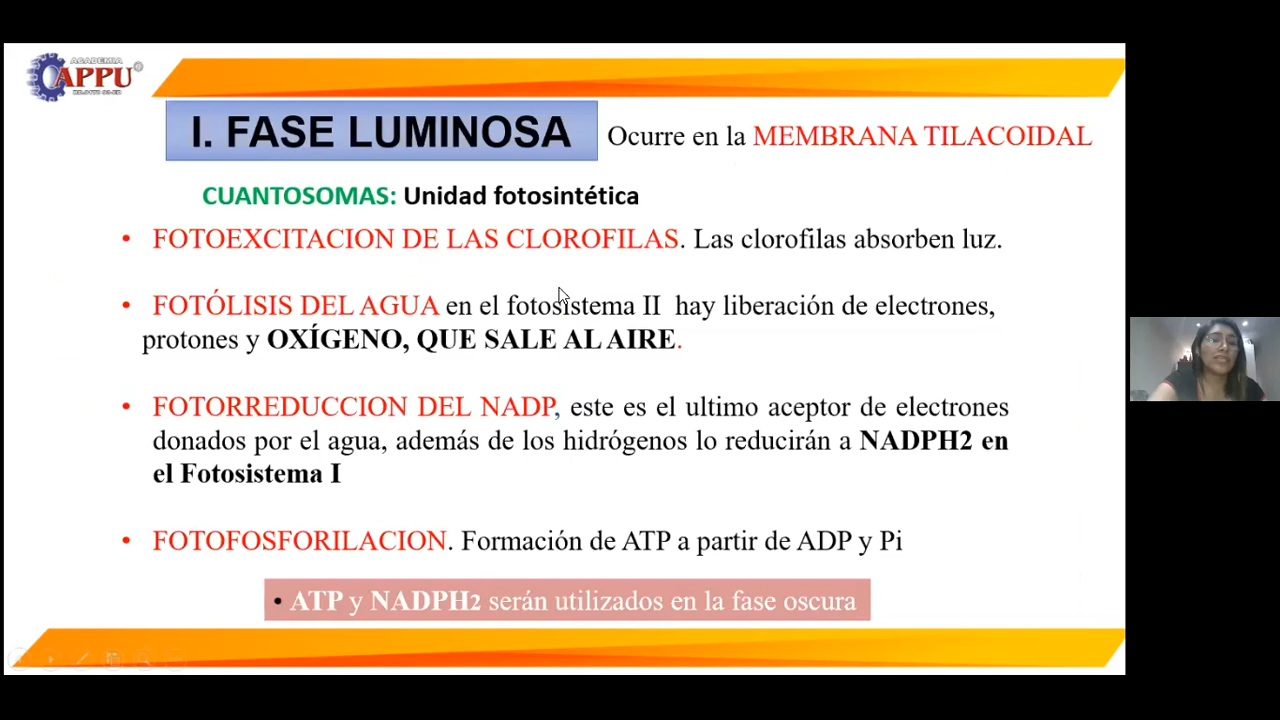 ACADEMIA
APPU
I. FASE LUMINOSA
Ocurre en la MEMBRANA TILACOIDAL
CUANTOSOMAS: Unidad fotosintética
• FOTOEXCITACION DE LAS CLOROFILAS. Las clorofilas absorben luz.
• FOTÓLISIS DEL AGUA en el fotosistema II hay liberación de electrones,
protones y OXÍGENO, QUE SALE AL AIRE.
• FOTORREDUCCION DEL NADP, este es el ultimo aceptor de electrones
donados por el agua, además de los hidrógenos lo reducirán a NADPH2 en
el Fotosistema I
• FOTOFOSFORILACION. Formación de ATP a partir de ADP y Pi
• ATP y NADPH2 serán utilizados en la fase oscura